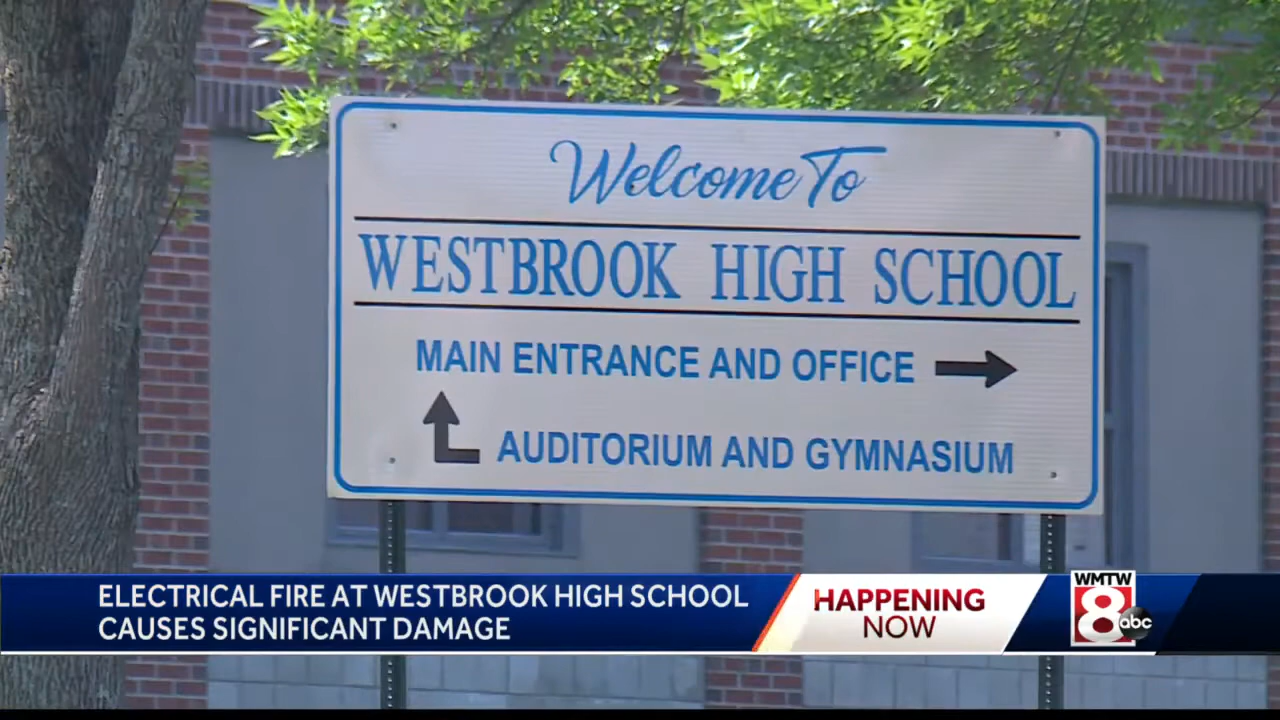 Welcome To
WESTBROOK HIGH SCHOOL
MAIN ENTRANCE AND OFFICE
AUDITORIUM AND GYMNASIUM
ELECTRICAL FIRE AT WESTBROOK HIGH SCHOOL
CAUSES SIGNIFICANT DAMAGE
HAPPENING
NOW
WMTW
8
abc